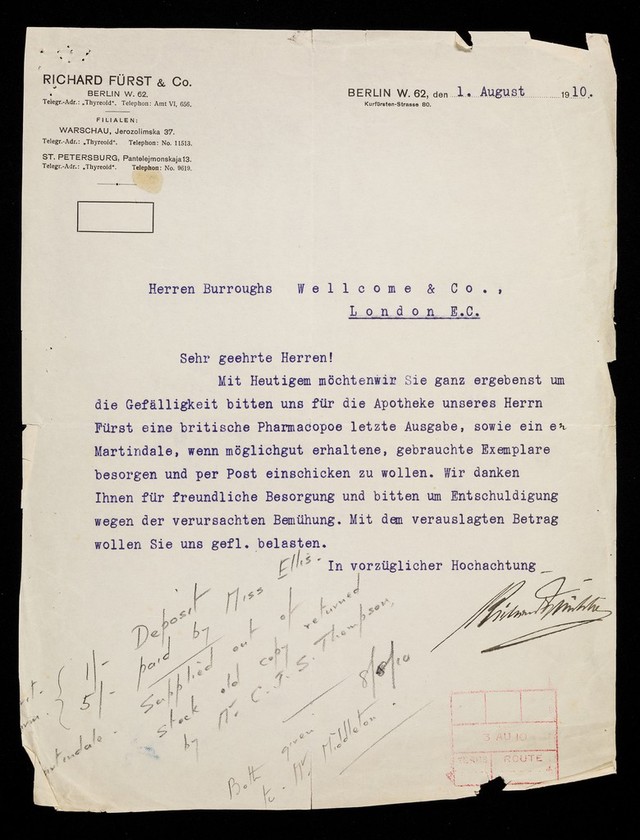 RICHARD FÜRST & Co.
BERLIN W. 62.
Telegr.-Adr.: „Thyreoid". Telephon: Amt VI, 656.
FILIALEN:
WARSCHAU, Jerozolimska 37.
Telegr.-Adr.: „Thyreoid". Telephon: No. 11513.
ST. PETERSBURG, Pantelejmonskaja 13.
Telegr.-Adr.: „Thyreoid". Telephon: No. 9619.
BERLIN W. 62, den 1. August 1910.
Kurfürsten-Strasse 80.
Herren Burroughs Wellcome & Co.,
London E.C.
Sehr geehrte Herren!
Mit Heutigem möchtenwir Sie ganz ergebenst um
die Gefälligkeit bitten uns für die Apotheke unseres Herrn
Fürst eine britische Pharmacopoe letzte Ausgabe, sowie ein en
Martindale, wenn möglichgut erhaltene, gebrauchte Exemplare
besorgen und per Post einschicken zu wollen. Wir danken
Ihnen für freundliche Besorgung und bitten um Entschuldigung
wegen der verursachten Bemühung. Mit dem verauslagten Betrag
wollen Sie uns gefl. belasten.
In vorzüglicher Hochachtung
1/- Deposit Miss Ellis.
5/- paid by
Supplied out of
stock old copy returned
by Mr C. J. S. Thompson,
8/8/10
Both given
to Mr Middleton.
3 AU.10
YEARS ROUTE